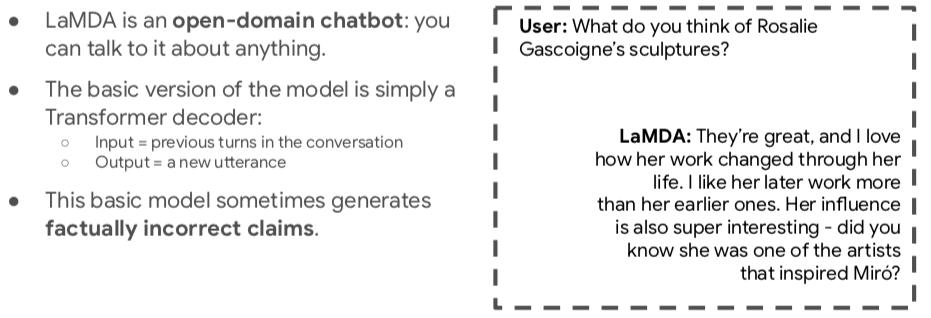 ● LaMDA is an open-domain chatbot: you
can talk to it about anything.
● The basic version of the model is simply a
Transformer decoder:
○ Input = previous turns in the conversation
○ Output = a new utterance
● This basic model sometimes generates
factually incorrect claims.
User: What do you think of Rosalie
Gascoigne's sculptures?
LaMDA: They're great, and I love
how her work changed through her
life. I like her later work more
than her earlier ones. Her influence
is also super interesting - did you
know she was one of the artists
that inspired Miró?